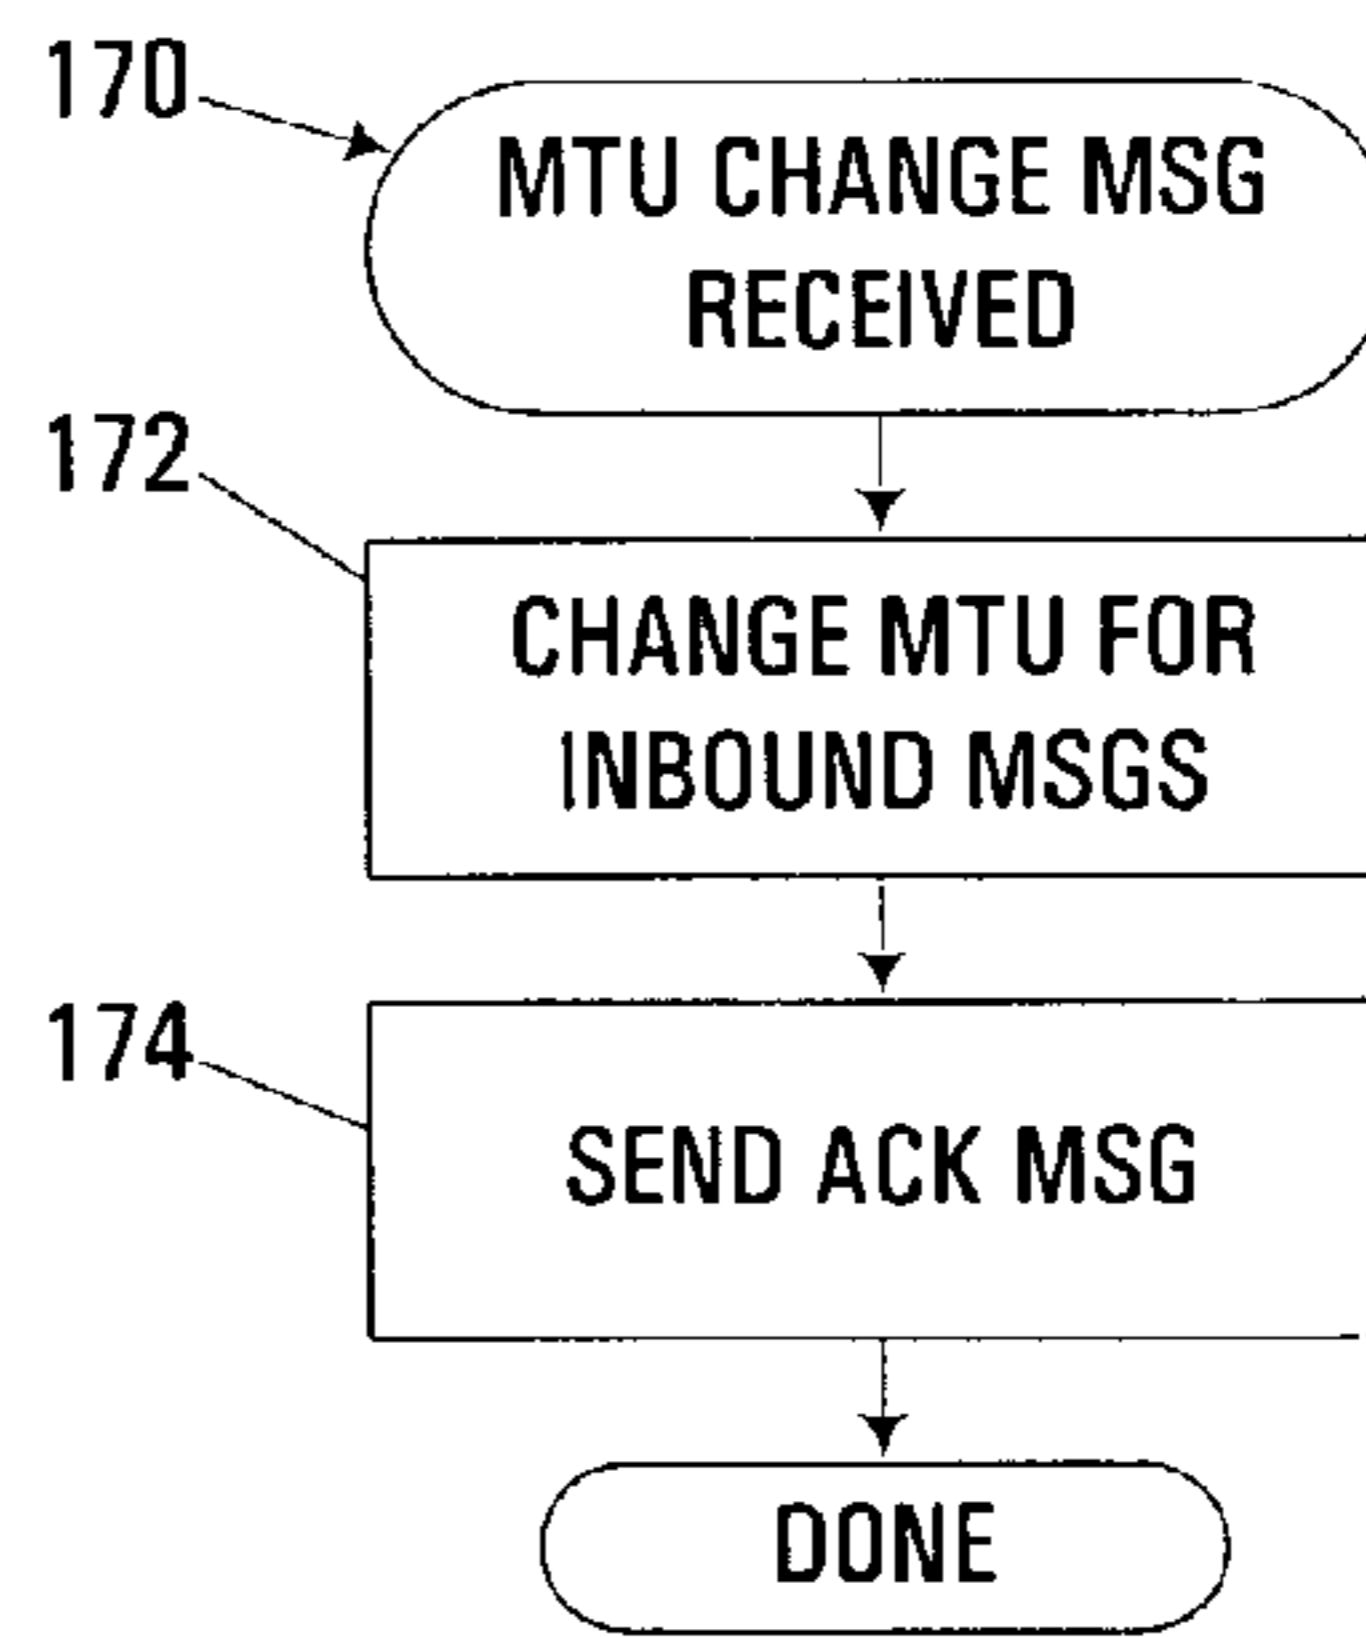 170
MTU CHANGE MSG
RECEIVED
172
CHANGE MTU FOR
INBOUND MSGS
174
SEND ACK MSG
DONE